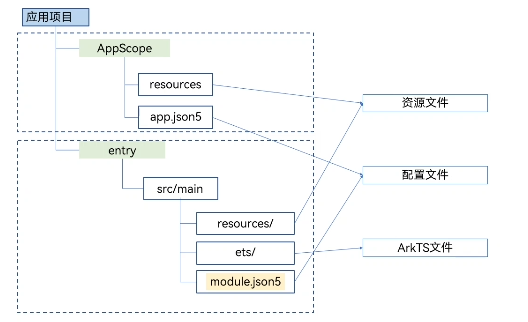 应用项目
AppScope
resources
资源文件
app.json5
entry
配置文件
src/main
resources/
ets/
ArkTS文件
module.json5